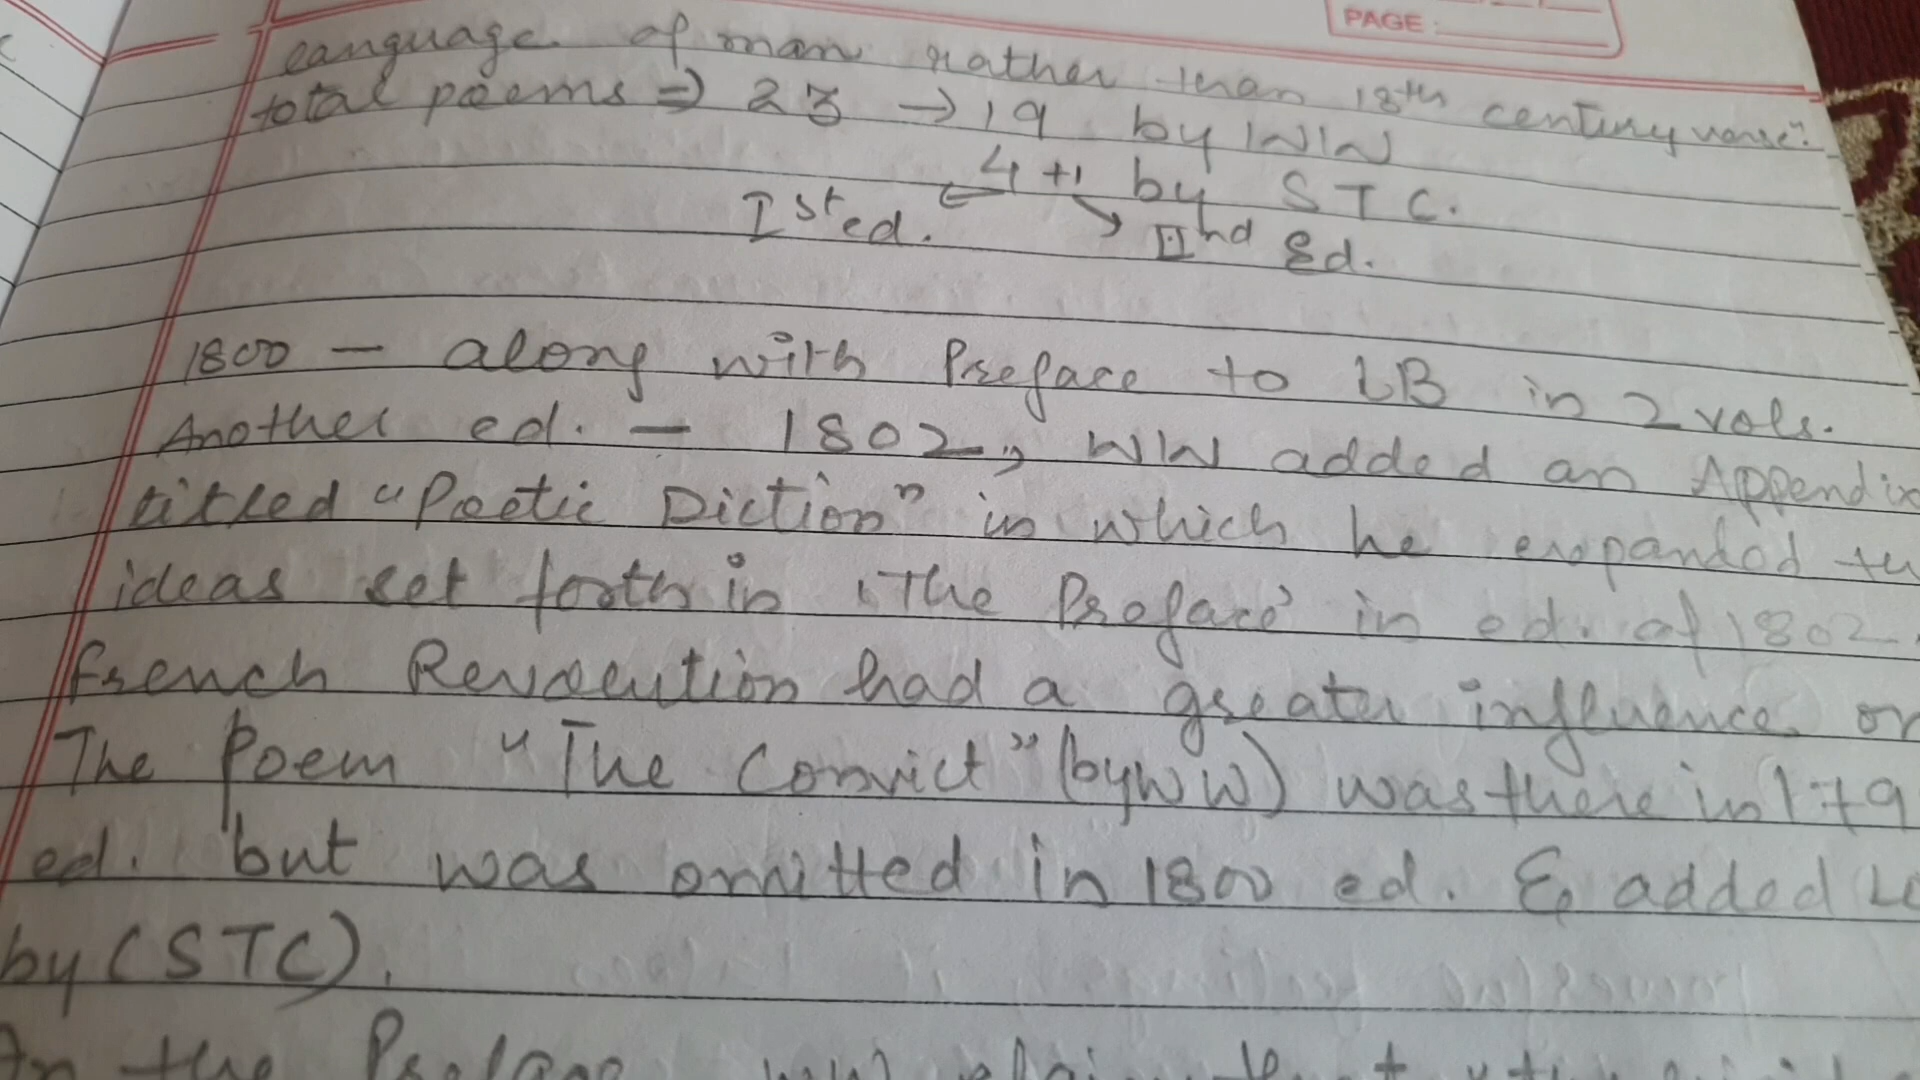 PAGE:
language of man rather than 18th century verse".
total poems ⇒ 23 → 19 by WW
4 +1 by STC.
Ist ed. IInd Ed.
1800 - along with Preface to LB in 2 vols.
Another ed. - 1802, WW added an Appendix
titled "Poetic Diction" in which he expanded
ideas set forth in 'The Preface' in ed. of 1802.
French Revolution had a greater influence on
The Poem "The Convict" (by WW) was there in 179
ed. but was omitted in 1800 ed. & added
by (STC).
In the Preface, WW